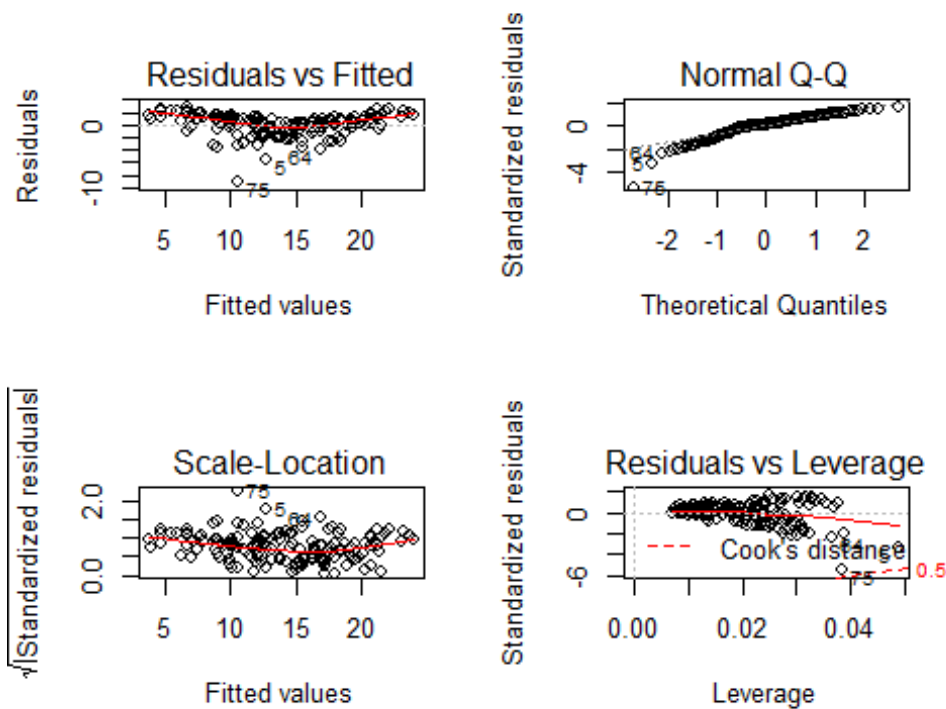 Residuals vs Fitted
Residuals
0
-10
64
5
75
5
10
15
20
Fitted values
Normal Q-Q
Standardized residuals
0
-4
64
5
75
-2
-1
0
1
2
Theoretical Quantiles
Scale-Location
√|Standardized residuals|
2.0
0.0
75
5
64
5
10
15
20
Fitted values
Residuals vs Leverage
Standardized residuals
0
-6
Cook's distance
64
5
75
0.5
0.00
0.02
0.04
Leverage